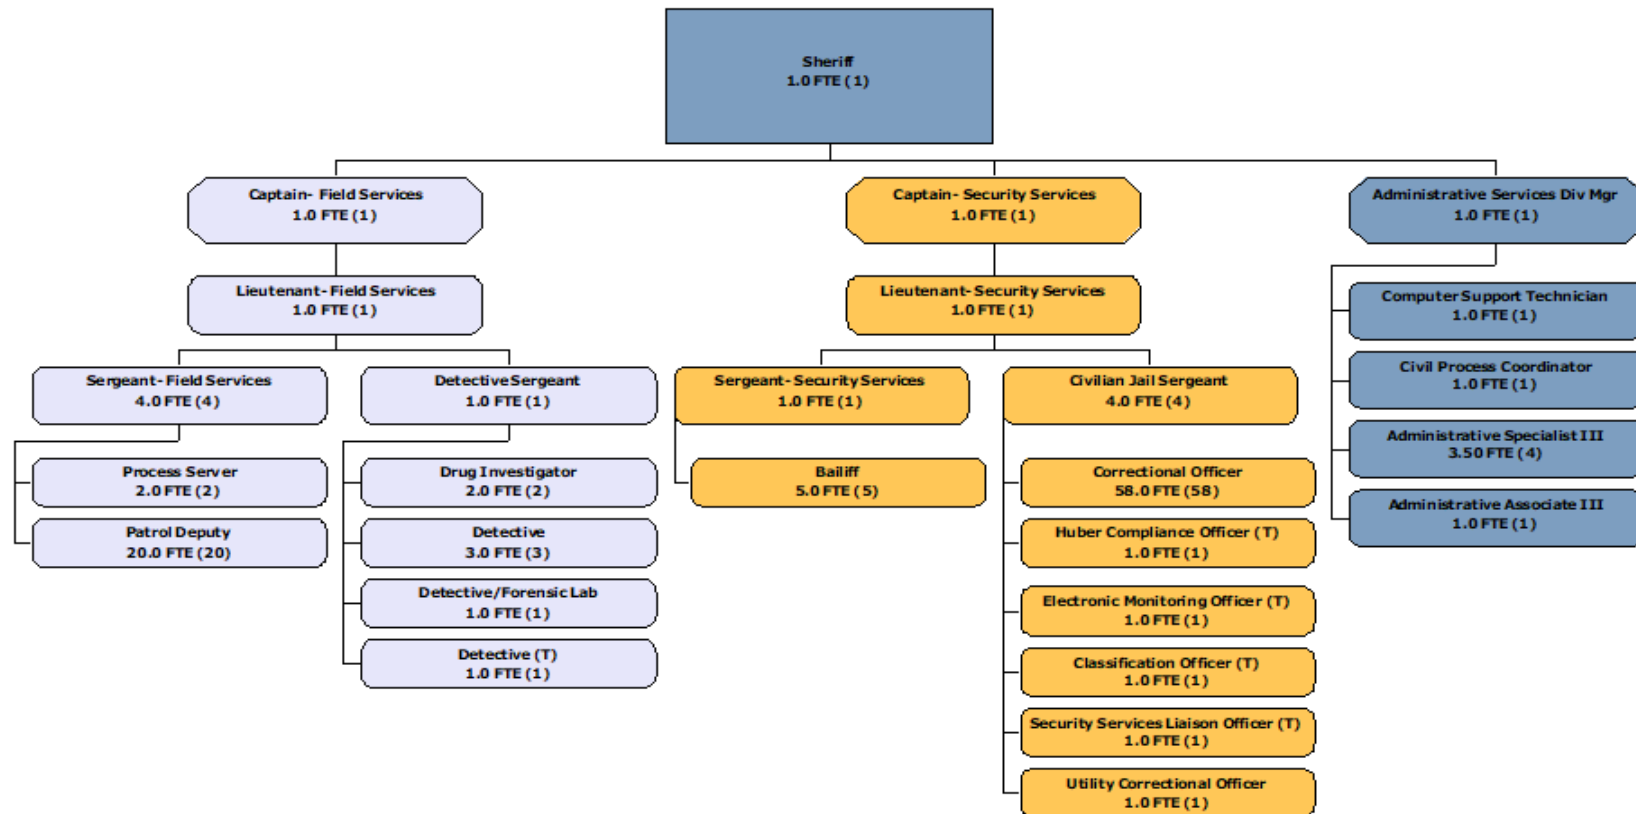 Sheriff
1.0 FTE (1)
Captain- Field Services
1.0 FTE (1)
Captain- Security Services
1.0 FTE (1)
Administrative Services Div Mgr
1.0 FTE (1)
Lieutenant- Field Services
1.0 FTE (1)
Lieutenant- Security Services
1.0 FTE (1)
Computer Support Technician
1.0 FTE (1)
Civil Process Coordinator
1.0 FTE (1)
Administrative Specialist III
3.50 FTE (4)
Administrative Associate III
1.0 FTE (1)
Sergeant- Field Services
4.0 FTE (4)
Detective Sergeant
1.0 FTE (1)
Sergeant- Security Services
1.0 FTE (1)
Civilian Jail Sergeant
4.0 FTE (4)
Process Server
2.0 FTE (2)
Patrol Deputy
20.0 FTE (20)
Drug Investigator
2.0 FTE (2)
Detective
3.0 FTE (3)
Detective/Forensic Lab
1.0 FTE (1)
Detective (T)
1.0 FTE (1)
Bailiff
5.0 FTE (5)
Correctional Officer
58.0 FTE (58)
Huber Compliance Officer (T)
1.0 FTE (1)
Electronic Monitoring Officer (T)
1.0 FTE (1)
Classification Officer (T)
1.0 FTE (1)
Security Services Liaison Officer (T)
1.0 FTE (1)
Utility Correctional Officer
1.0 FTE (1)